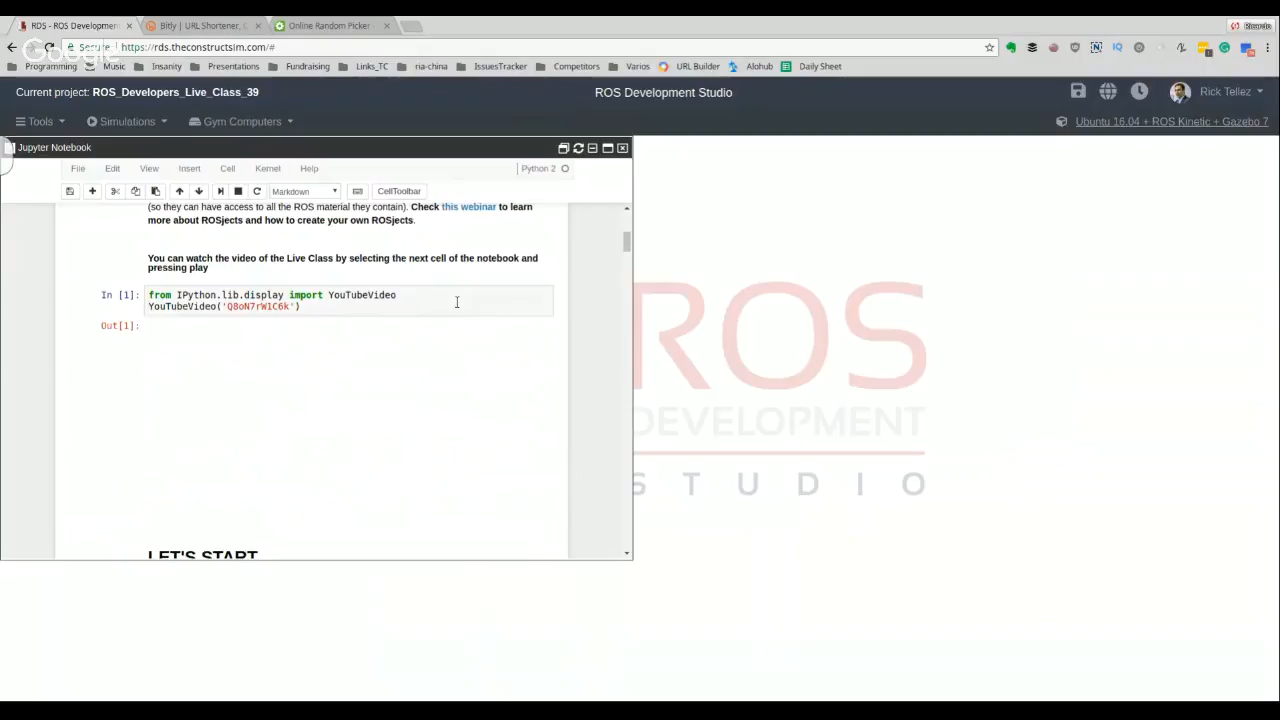 RDS - ROS Developmen
Bitly | URL Shortener, C
Online Random Picker -
Ricardo
Google
Secure
https://rds.theconstructsim.com/#
Programming
Music
Insanity
Presentations
Fundraising
Links_TC
ria-china
IssuesTracker
Competitors
Varios
URL Builder
Alohub
Daily Sheet
Current project: ROS_Developers_Live_Class_39
ROS Development Studio
Rick Tellez
Tools
Simulations
Gym Computers
Ubuntu 16.04 + ROS Kinetic + Gazebo 7
Jupyter Notebook
File Edit View Insert Cell Kernel Help
Python 2
Markdown
CellToolbar
(so they can have access to all the ROS material they contain). Check this webinar to learn
more about ROSjects and how to create your own ROSjects.
You can watch the video of the Live Class by selecting the next cell of the notebook and
pressing play
In [1]:
from IPython.lib.display import YouTubeVideo
YouTubeVideo('Q8oN7rW1C6k')
Out[1]:
LET'S START
ROS
DEVELOPMENT
STUDIO